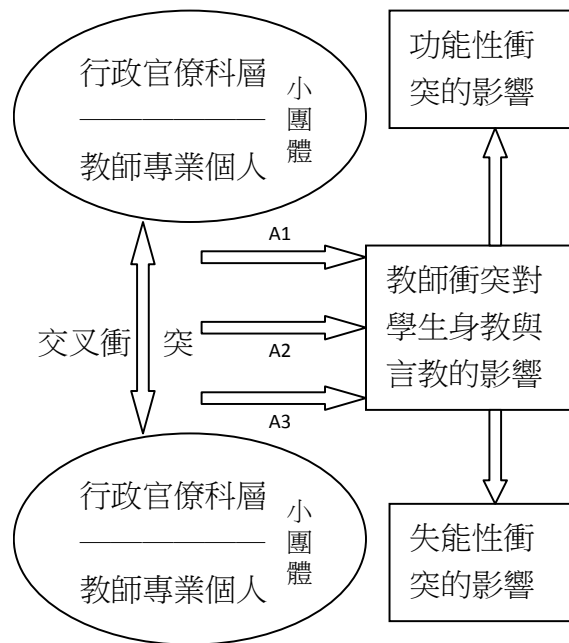 行政官僚科層
教師專業個人
小團體
功能性衝
突的影響
A1
A2
A3
交叉衝 突
教師衝突對
學生身教與
言教的影響
行政官僚科層
教師專業個人
小團體
失能性衝
突的影響